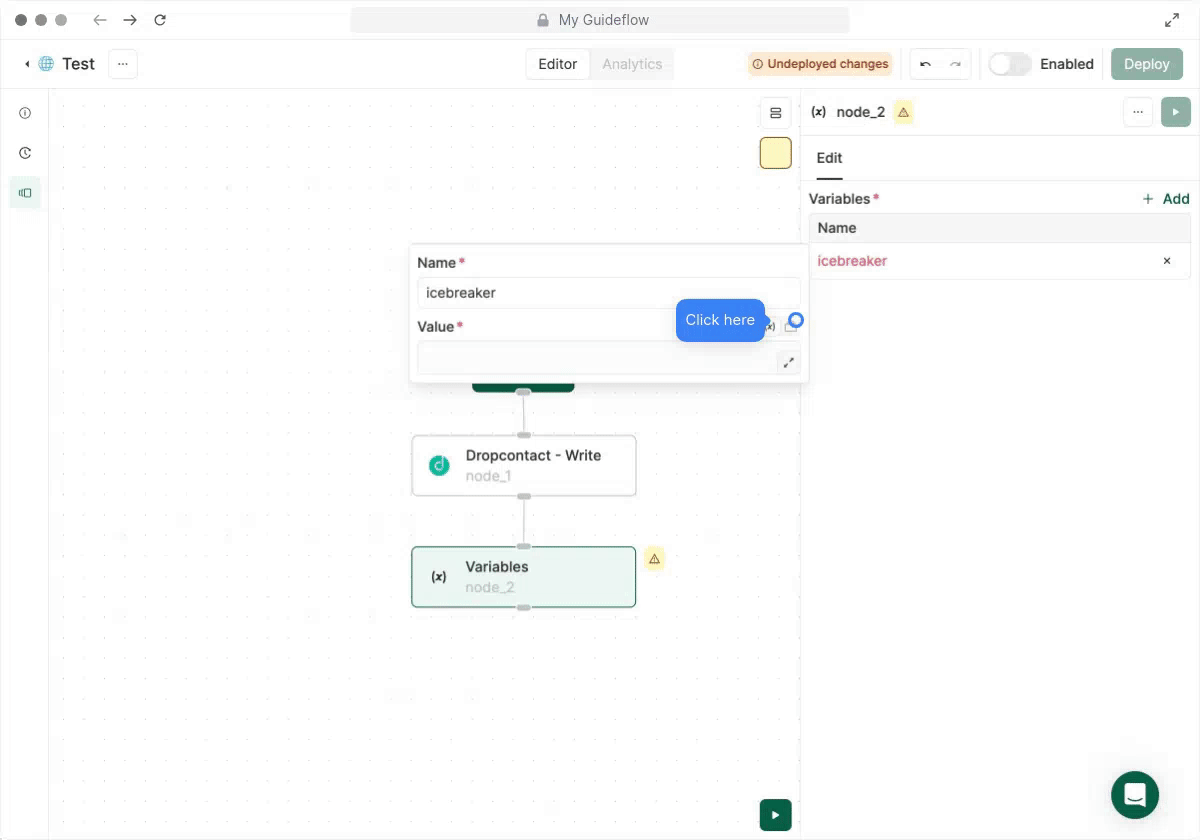 My Guideflow
Test
...
Editor
Analytics
Undeployed changes
Enabled
Deploy
(x) node_2
...
Edit
Variables*
+ Add
Name
icebreaker
×
Name*
icebreaker
Click here
Value*
Dropcontact - Write
node_1
(x)
Variables
node_2